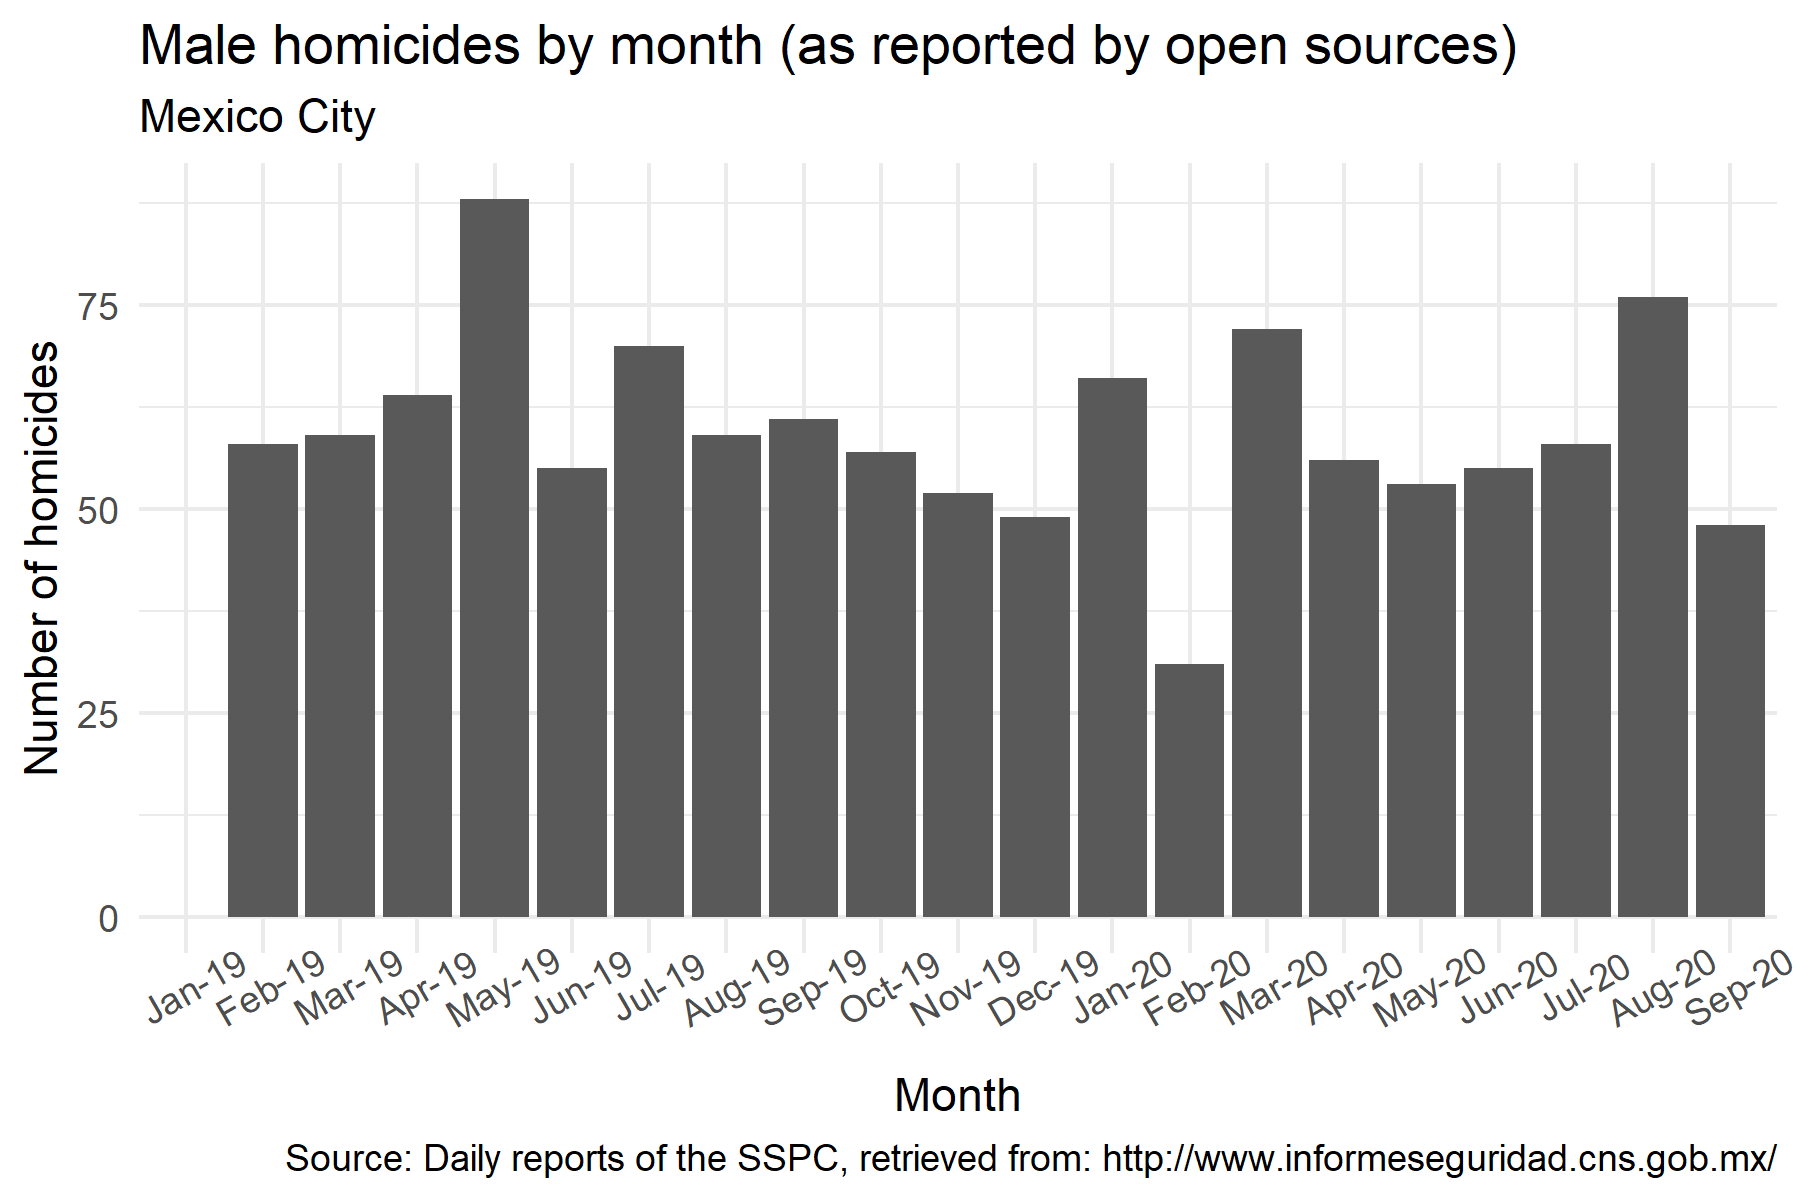 Male homicides by month (as reported by open sources)
Mexico City
Number of homicides
75
50
25
0
Jan-19
Feb-19
Mar-19
Apr-19
May-19
Jun-19
Jul-19
Aug-19
Sep-19
Oct-19
Nov-19
Dec-19
Jan-20
Feb-20
Mar-20
Apr-20
May-20
Jun-20
Jul-20
Aug-20
Sep-20
Month
Source: Daily reports of the SSPC, retrieved from: http://www.informeseguridad.cns.gob.mx/